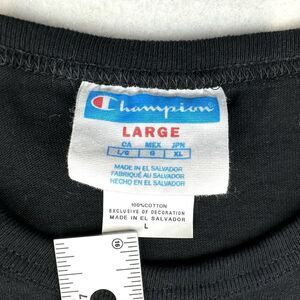 Champion
LARGE
CA MEX JPN
L/G G XL
MADE IN EL SALVADOR
FABRIQUÉ AU EL SALVADOR
HECHO EN EL SALVADOR
100%COTTON
EXCLUSIVE OF DECORATION
MADE IN EL SALVADOR
L